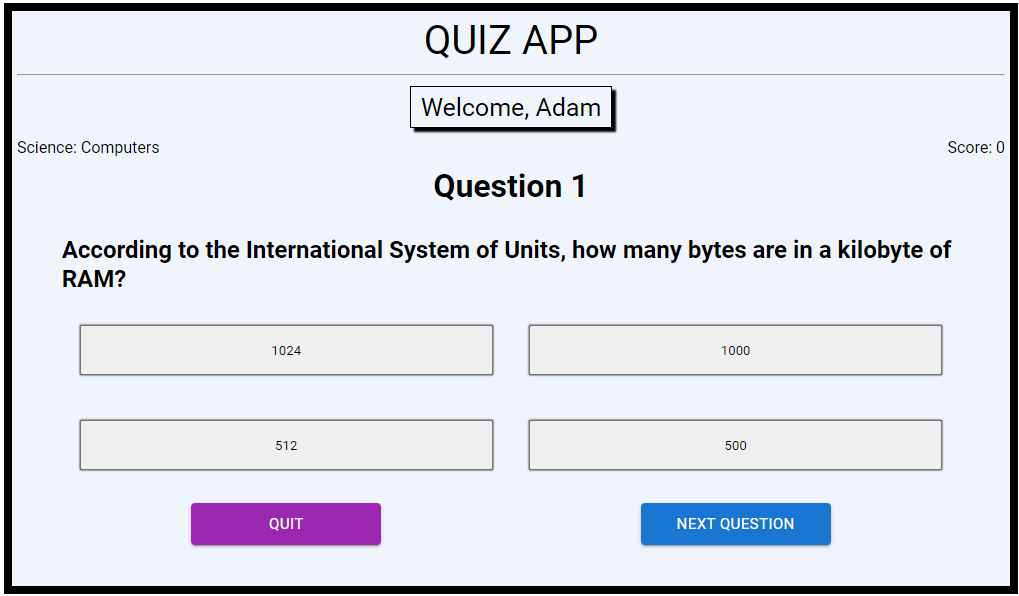 QUIZ APP
Welcome, Adam
Science: Computers
Score: 0
Question 1
According to the International System of Units, how many bytes are in a kilobyte of
RAM?
1024
1000
512
500
QUIT
NEXT QUESTION